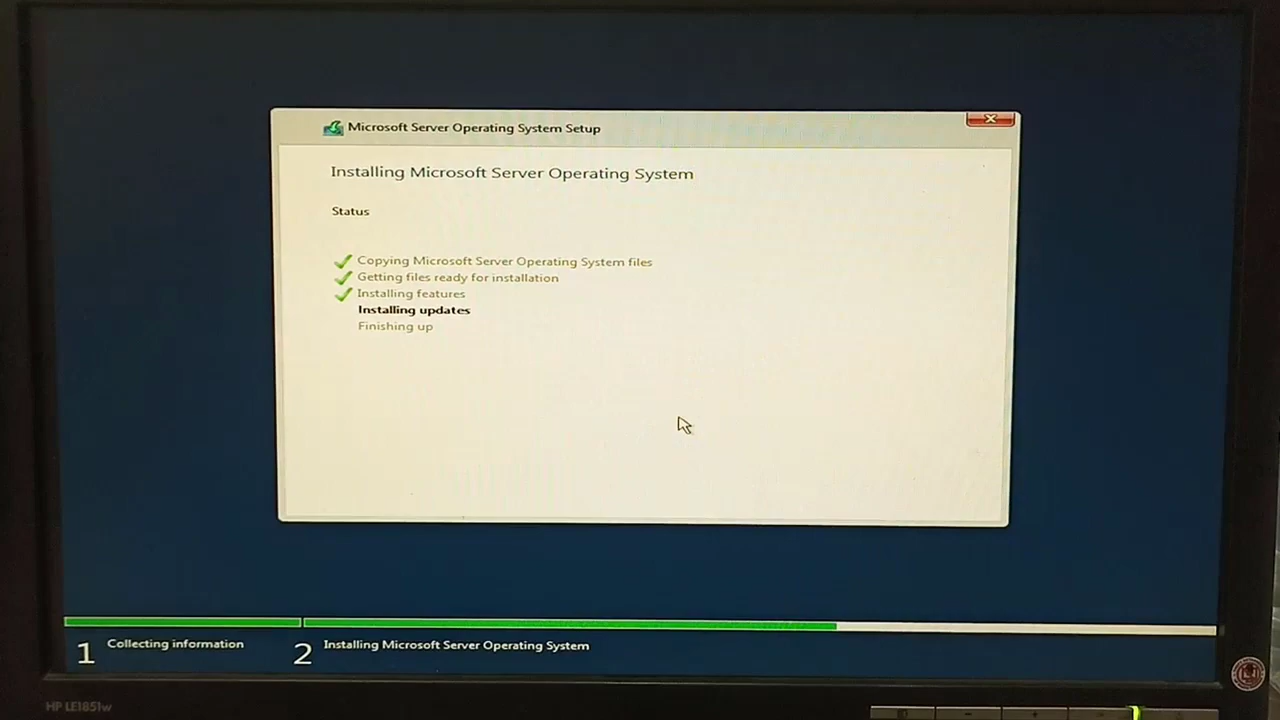 Microsoft Server Operating System Setup
Installing Microsoft Server Operating System
Status
Copying Microsoft Server Operating System files
Getting files ready for installation
Installing features
Installing updates
Finishing up
1 Collecting information
2 Installing Microsoft Server Operating System
HP LE1851w